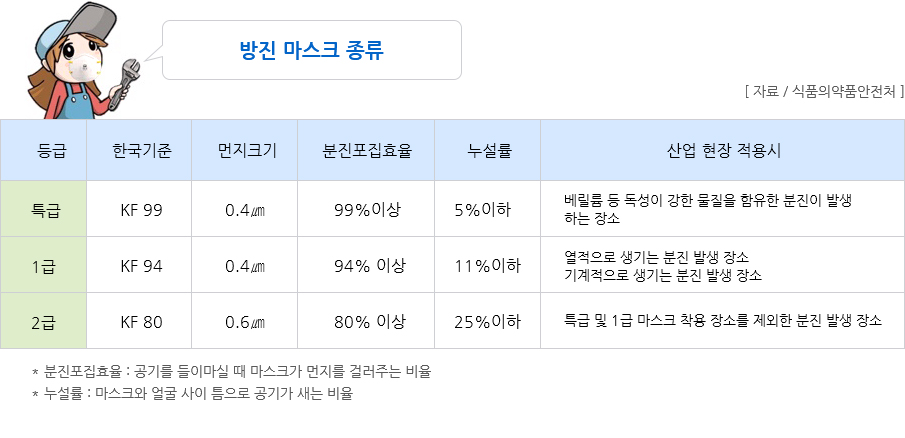 방진 마스크 종류
[ 자료 / 식품의약품안전처 ]
등급 한국기준 먼지크기 분진포집효율 누설률 산업 현장 적용시
특급 KF 99 0.4㎛ 99%이상 5%이하 베릴륨 등 독성이 강한 물질을 함유한 분진이 발생
하는 장소
1급 KF 94 0.4㎛ 94% 이상 11%이하 열적으로 생기는 분진 발생 장소
기계적으로 생기는 분진 발생 장소
2급 KF 80 0.6㎛ 80% 이상 25%이하 특급 및 1급 마스크 착용 장소를 제외한 분진 발생 장소
* 분진포집효율 : 공기를 들이마실 때 마스크가 먼지를 걸러주는 비율
* 누설률 : 마스크와 얼굴 사이 틈으로 공기가 새는 비율